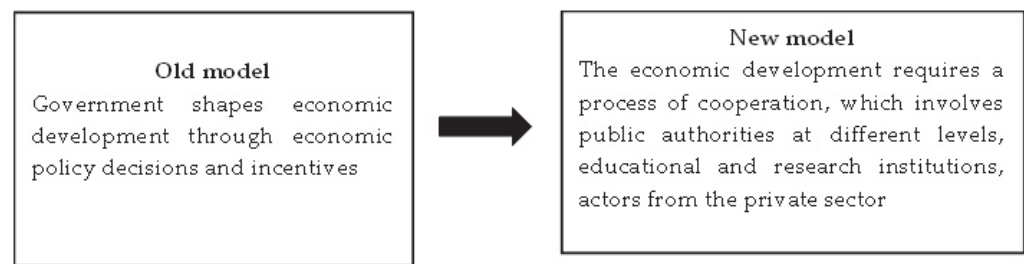 Old model
Government shapes economic
development through economic
policy decisions and incentives
New model
The economic development requires a
process of cooperation, which involves
public authorities at different levels,
educational and research institutions,
actors from the private sector